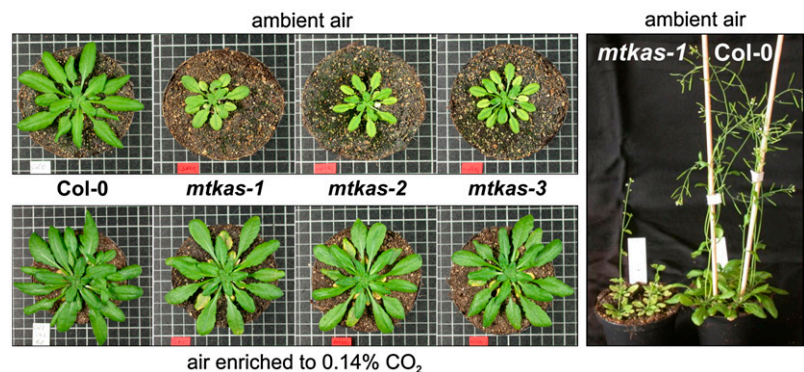 ambient air
ambient air
mtkas-1 Col-0
Col-0
mtkas-1
mtkas-2
mtkas-3
air enriched to 0.14% CO₂